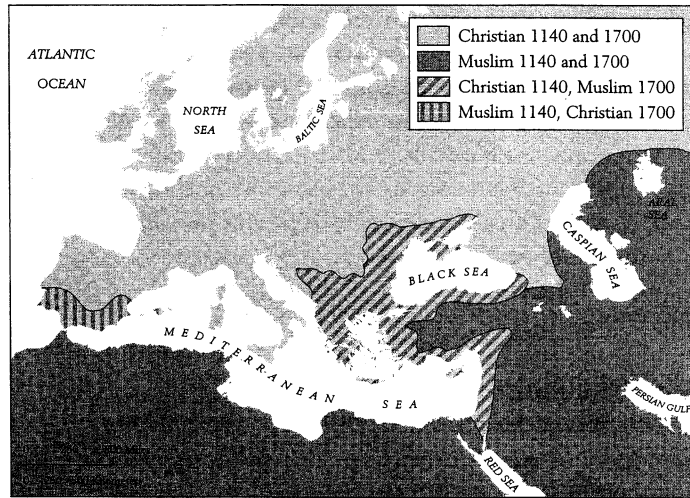 ATLANTIC
OCEAN
NORTH
SEA
BALTIC SEA
Christian 1140 and 1700
Muslim 1140 and 1700
Christian 1140, Muslim 1700
Muslim 1140, Christian 1700
ARAL
SEA
CASPIAN SEA
BLACK SEA
MEDITERRANEAN SEA
PERSIAN GULF
RED SEA